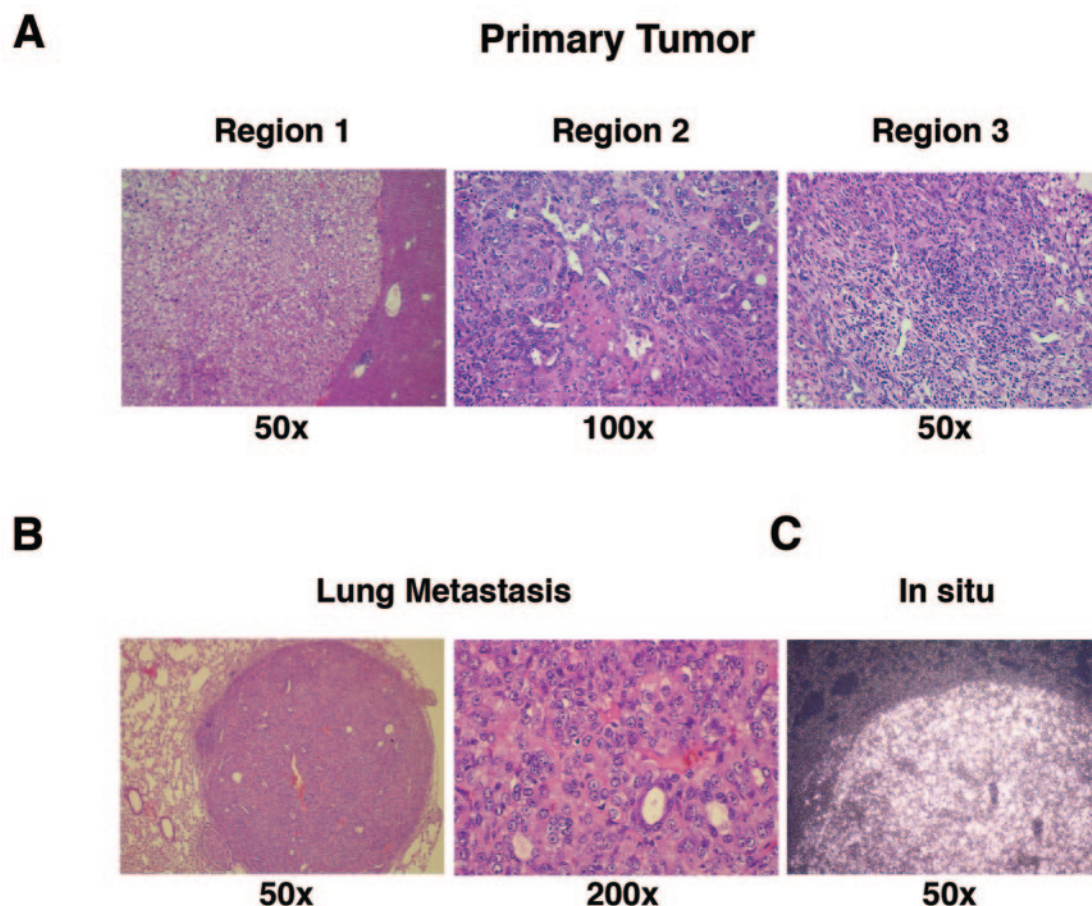 A
Primary Tumor
Region 1 Region 2 Region 3
50x 100x 50x
B C
Lung Metastasis In situ
50x 200x 50x